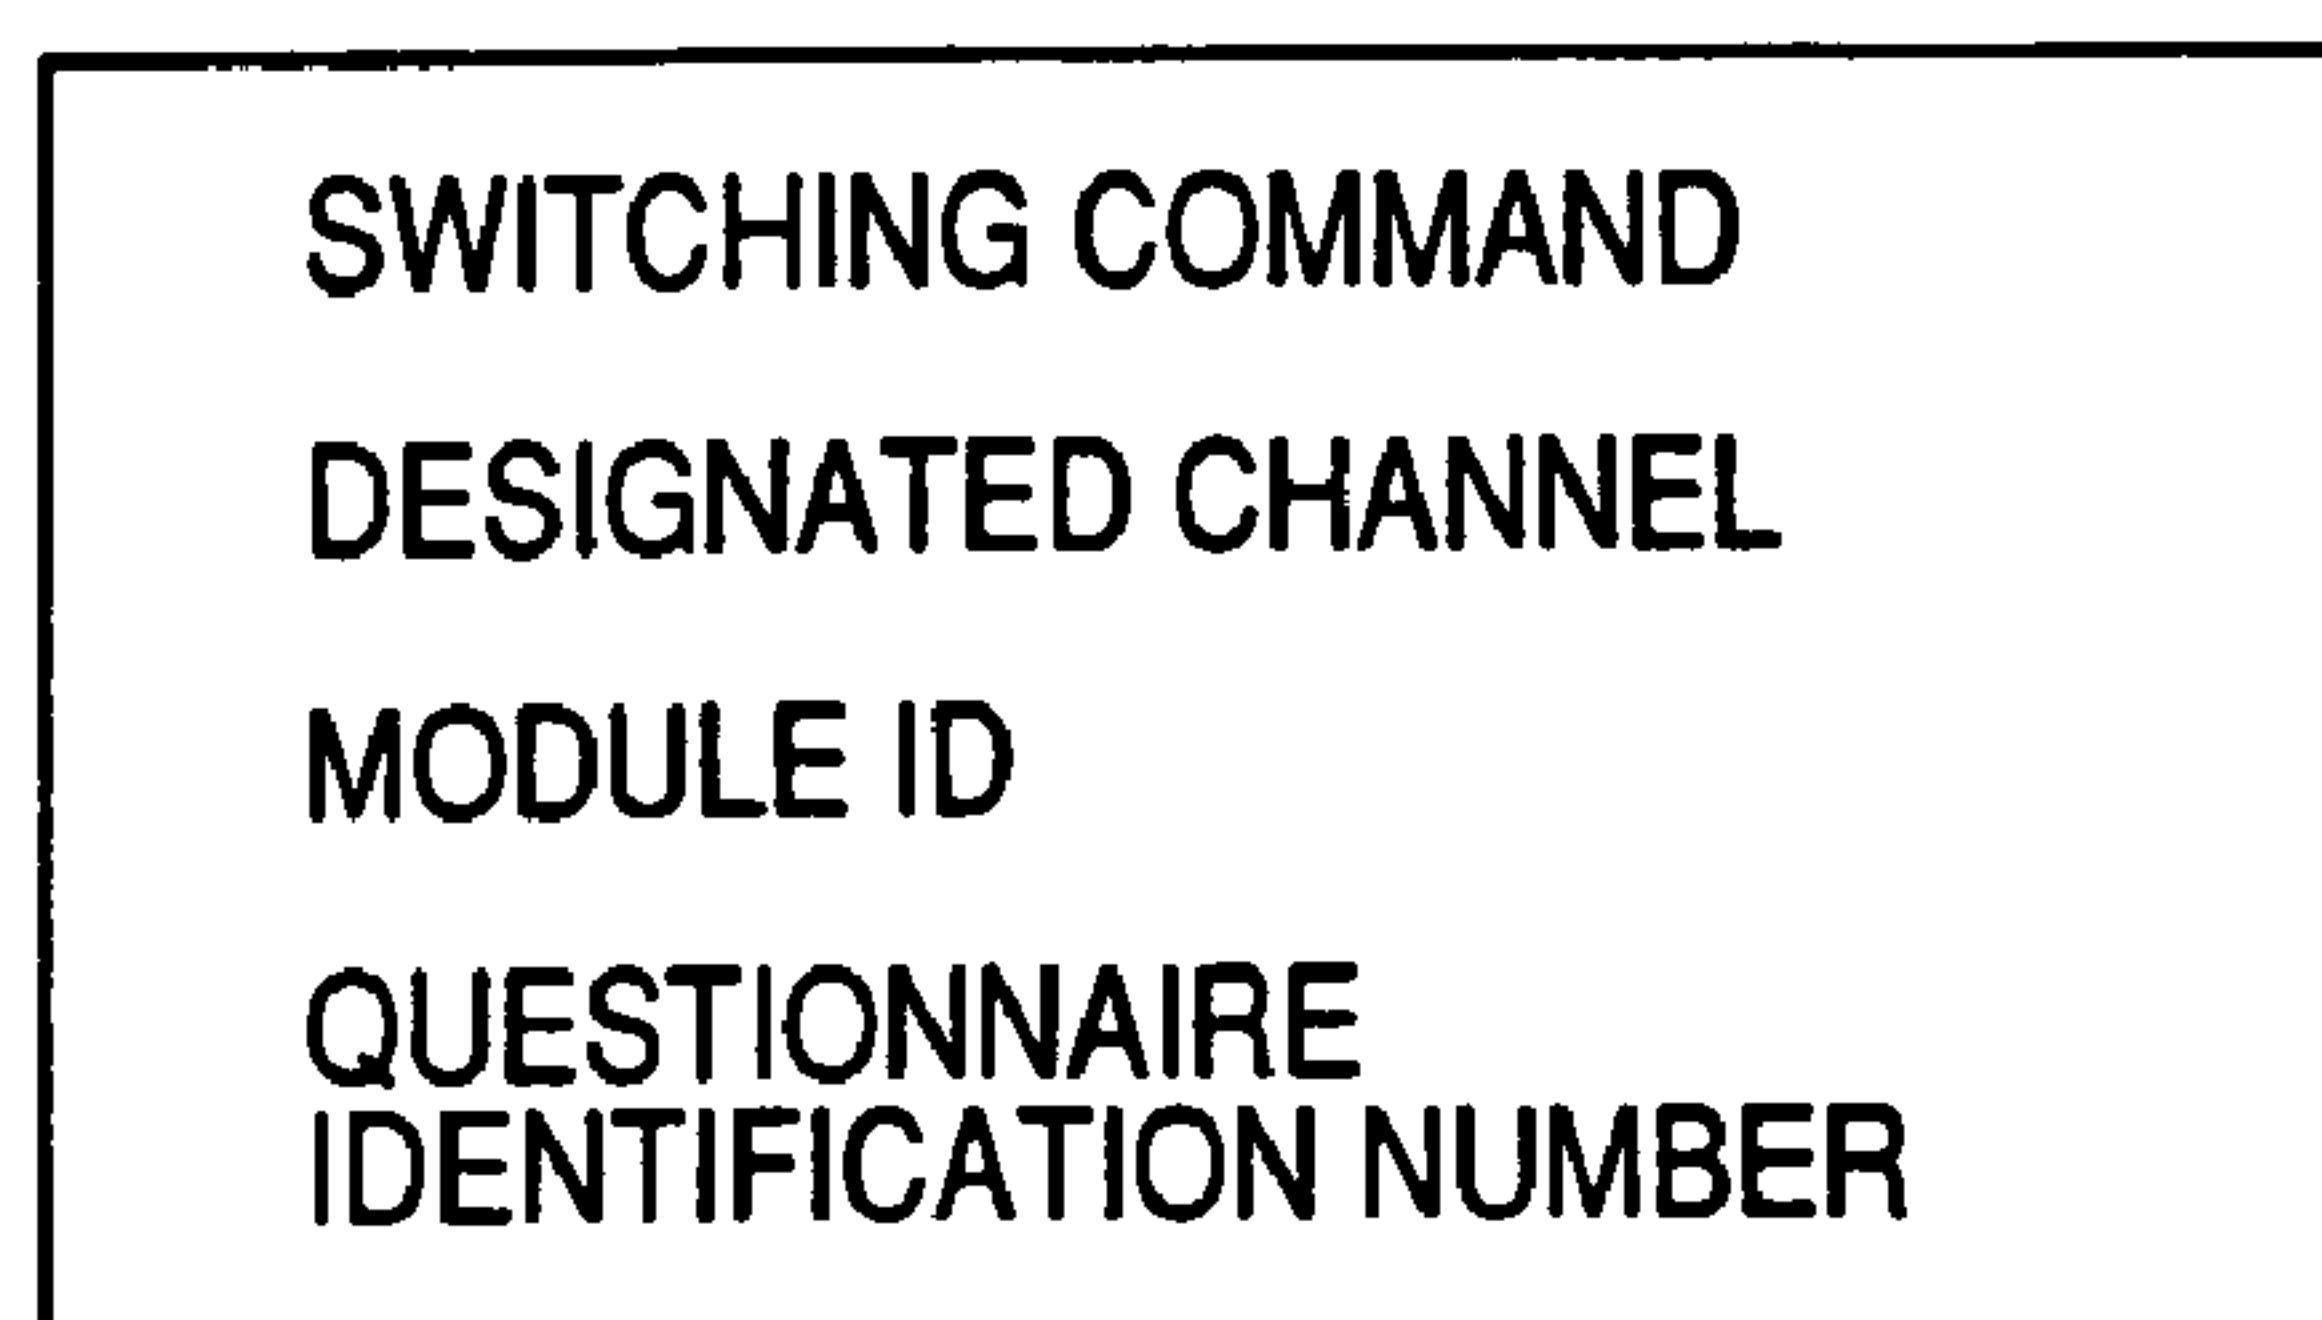 SWITCHING COMMAND
DESIGNATED CHANNEL
MODULE ID
QUESTIONNAIRE
IDENTIFICATION NUMBER